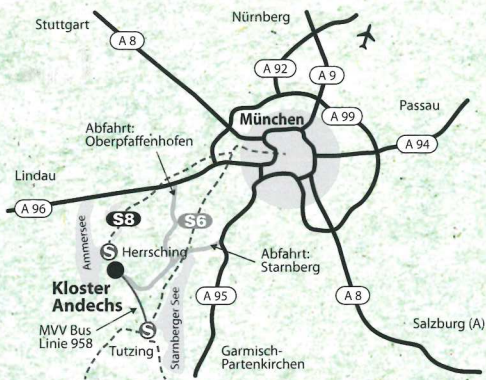 Stuttgart
Nürnberg
A 8
A 92
A 9
München
A 99
Passau
Abfahrt:
Oberpfaffenhofen
A 94
Lindau
A 96
S8
S6
Ammersee
S
Herrsching
Abfahrt:
Starnberg
Kloster
Andechs
A 95
A 8
MVV Bus
Linie 958
S
Starnberger See
Salzburg (A)
Tutzing
Garmisch-
Partenkirchen